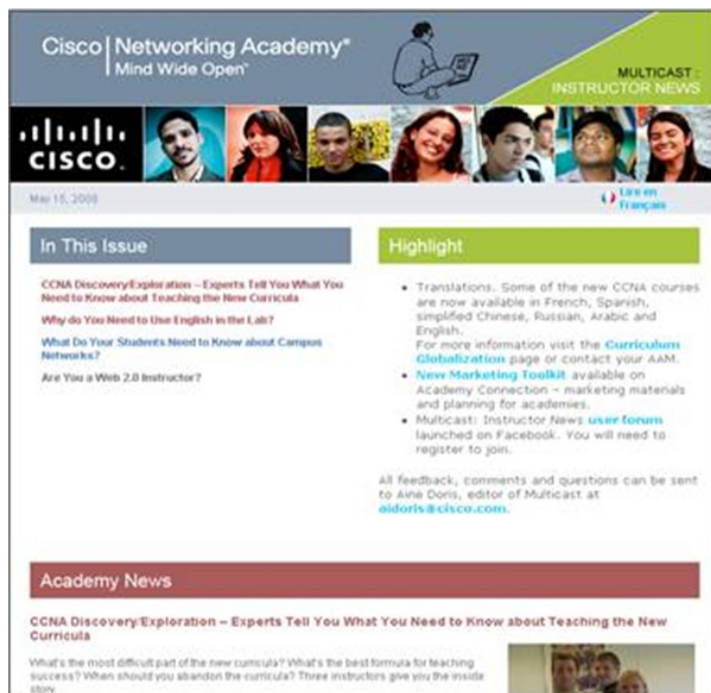 Cisco Networking Academy®
Mind Wide Open™
MULTICAST :
INSTRUCTOR NEWS
CISCO.
May 15, 2008
Lire en
Français
In This Issue
CCNA Discovery/Exploration – Experts Tell You What You
Need to Know about Teaching the New Curricula
Why do You Need to Use English in the Lab?
What Do Your Students Need to Know about Campus
Networks?
Are You a Web 2.0 Instructor?
Highlight
• Translations. Some of the new CCNA courses
are now available in French, Spanish,
simplified Chinese, Russian, Arabic and
English.
For more information visit the Curriculum
Globalization page or contact your AAM.
• New Marketing Toolkit available on
Academy Connection – marketing materials
and planning for academies.
• Multicast: Instructor News user forum
launched on Facebook. You will need to
register to join.
All feedback, comments and questions can be sent
to Aine Doris, editor of Multicast at
aidoris@cisco.com.
Academy News
CCNA Discovery/Exploration – Experts Tell You What You Need to Know about Teaching the New
Curricula
What's the most difficult part of the new curricula? What's the best formula for teaching
success? When should you abandon the curricula? Three instructors give you the inside
story